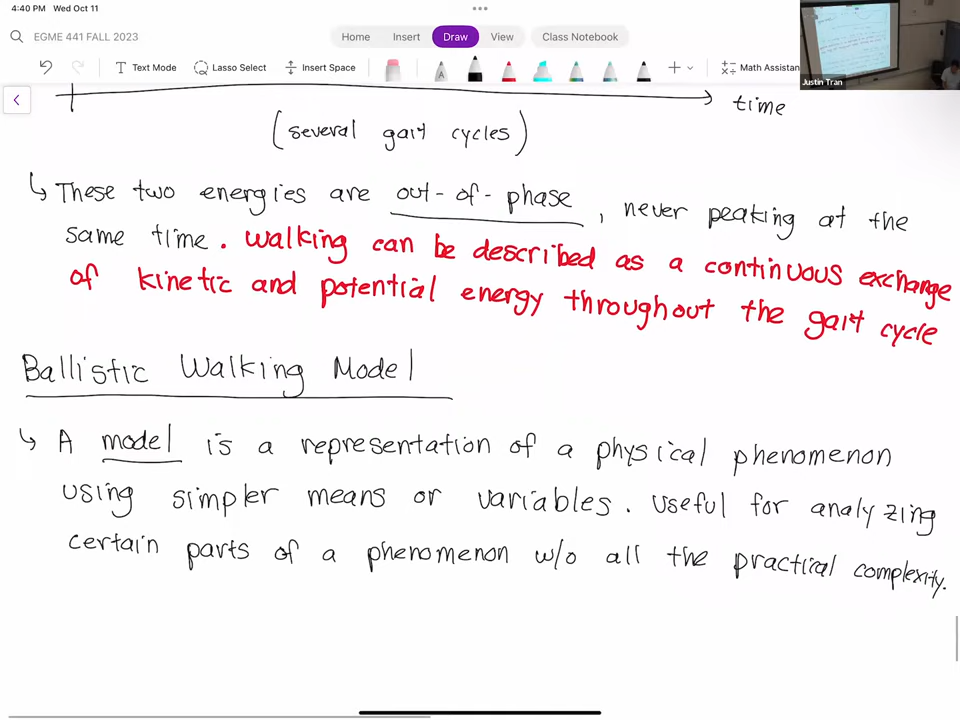 4:40 PM Wed Oct 11
EGME 441 FALL 2023
Home Insert Draw View Class Notebook
Text Mode Lasso Select Insert Space A Math Assistan
Justin Tran
time
(several gait cycles)
↳ These two energies are out-of-phase, never peaking at the
same time. Walking can be described as a continuous exchange
of kinetic and potential energy throughout the gait cycle
Ballistic Walking Model
↳ A model is a representation of a physical phenomenon
using simpler means or variables. Useful for analyzing
certain parts of a phenomenon w/o all the practical complexity.